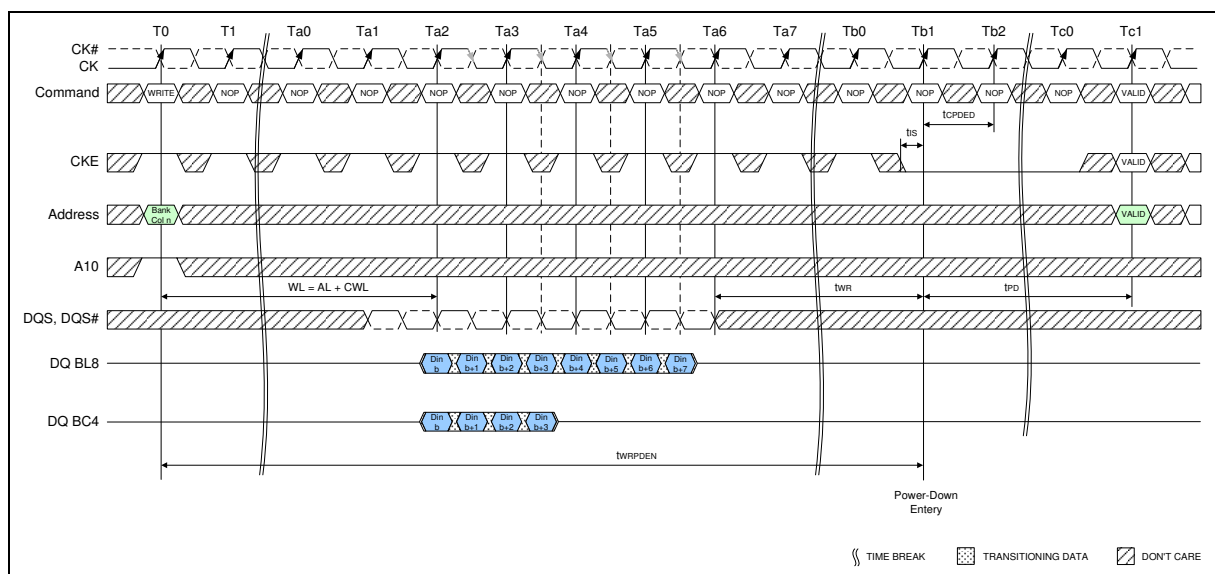 T0 T1 Ta0 Ta1 Ta2 Ta3 Ta4 Ta5 Ta6 Ta7 Tb0 Tb1 Tb2 Tc0 Tc1
CK#
CK
Command WRITE NOP NOP NOP NOP NOP NOP NOP NOP NOP NOP NOP NOP NOP VALID
tCPDED
tIS
CKE VALID
Address Bank Col n VALID
A10
WL = AL + CWL tWR tPD
DQS, DQS#
DQ BL8 Din b Din b+1 Din b+2 Din b+3 Din b+4 Din b+5 Din b+6 Din b+7
DQ BC4 Din b Din b+1 Din b+2 Din b+3
tWRPDEN
Power-Down
Entery
TIME BREAK TRANSITIONING DATA DON'T CARE